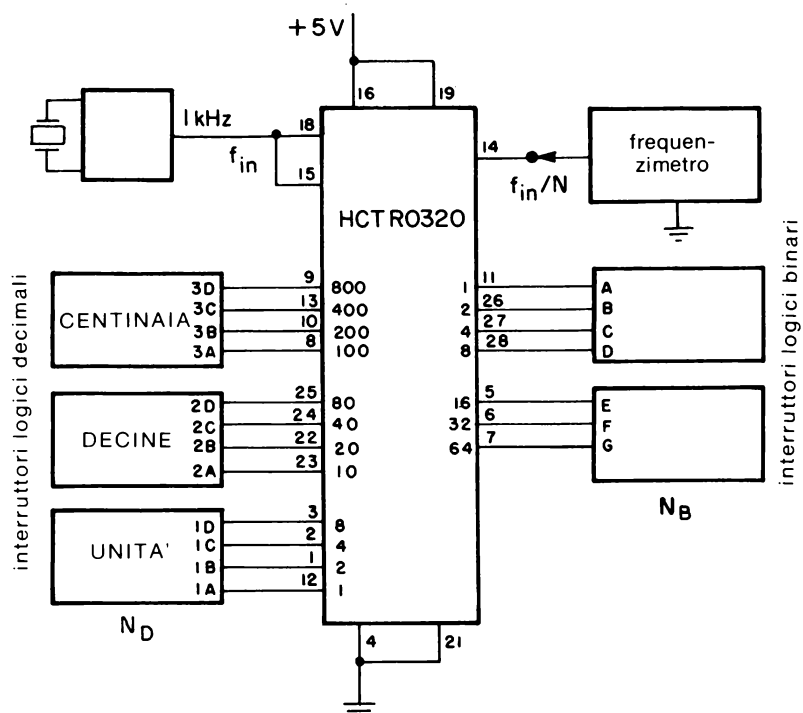 +5V
16 19
1 kHz
18
f_in
15
14
f_in/N
frequen-
zimetro
HCTR0320
interruttori logici decimali
CENTINAIA
3D 9 800
3C 13 400
3B 10 200
3A 8 100
DECINE
2D 25 80
2C 24 40
2B 22 20
2A 23 10
UNITA'
1D 3 8
1C 2 4
1B 1 2
1A 12 1
N_D
1 11 A
2 26 B
4 27 C
8 28 D
16 5 E
32 6 F
64 7 G
N_B
interruttori logici binari
4 21